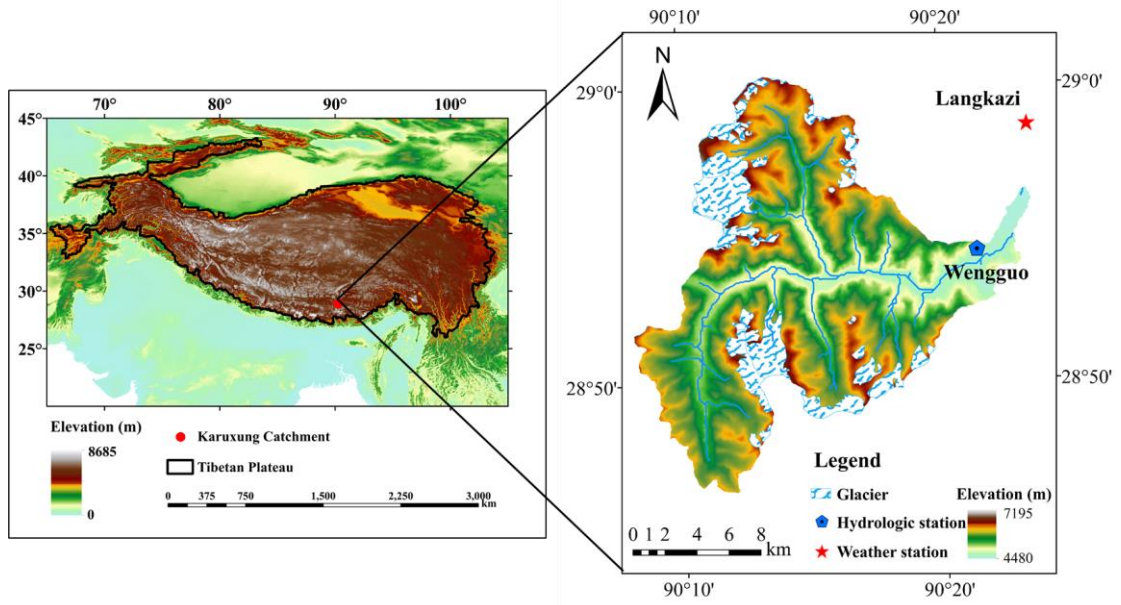 70° 80° 90° 100°
45°
40°
35°
30°
25°
Elevation (m)
8685
0
Karuxung Catchment
Tibetan Plateau
0 375 750 1,500 2,250 3,000
km
90°10' 90°20'
N
29°0' 29°0'
Langkazi
Wengguo
28°50' 28°50'
Legend
Glacier
Hydrologic station
Weather station
Elevation (m)
7195
4480
0 1 2 4 6 8
km
90°10' 90°20'